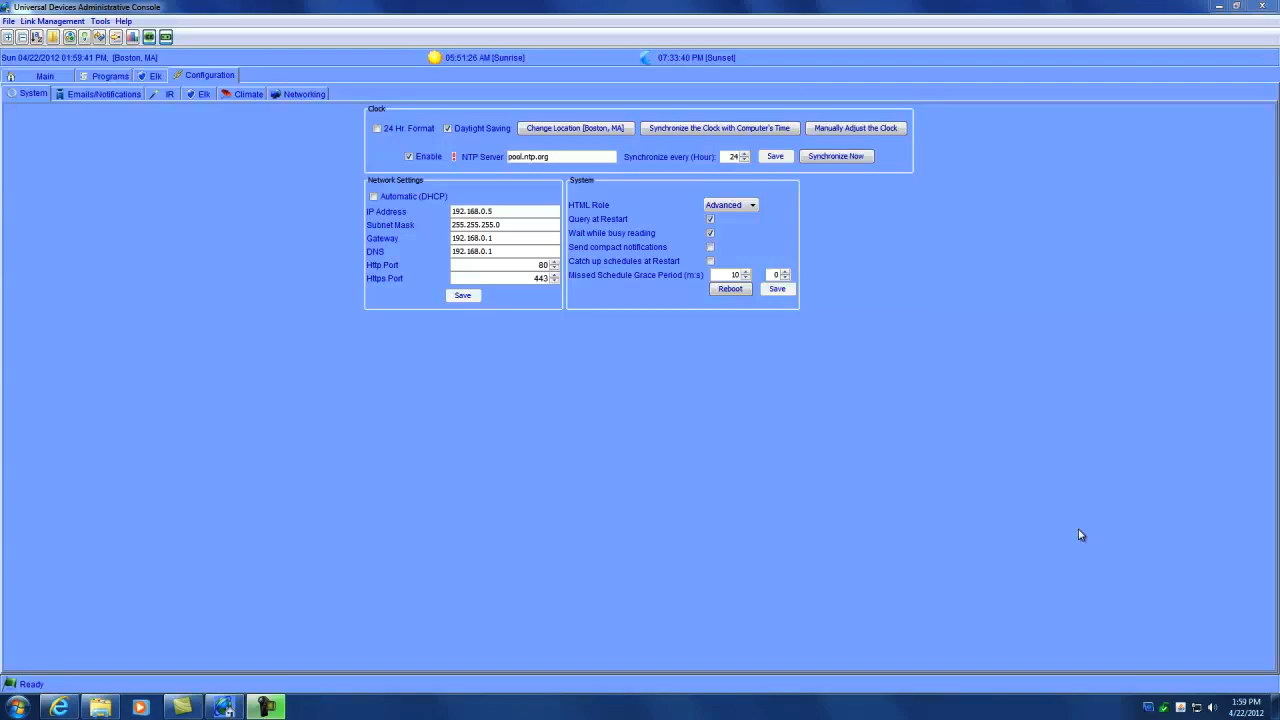 Universal Devices Administrative Console
File Link Management Tools Help
Sun 04/22/2012 01:59:41 PM, [Boston, MA] 05:51:26 AM [Sunrise] 07:33:40 PM [Sunset]
Main Programs Elk Configuration
System Emails/Notifications IR Elk Climate Networking
Clock
24 Hr. Format Daylight Saving Change Location [Boston, MA] Synchronize the Clock with Computer's Time Manually Adjust the Clock
Enable NTP Server pool.ntp.org Synchronize every (Hour): 24 Save Synchronize Now
Network Settings
Automatic (DHCP)
IP Address 192.168.0.5
Subnet Mask 255.255.255.0
Gateway 192.168.0.1
DNS 192.168.0.1
Http Port 80
Https Port 443
Save
System
HTML Role Advanced
Query at Restart
Wait while busy reading
Send compact notifications
Catch up schedules at Restart
Missed Schedule Grace Period (m:s) 10 0
Reboot Save
Ready
1:59 PM
4/22/2012